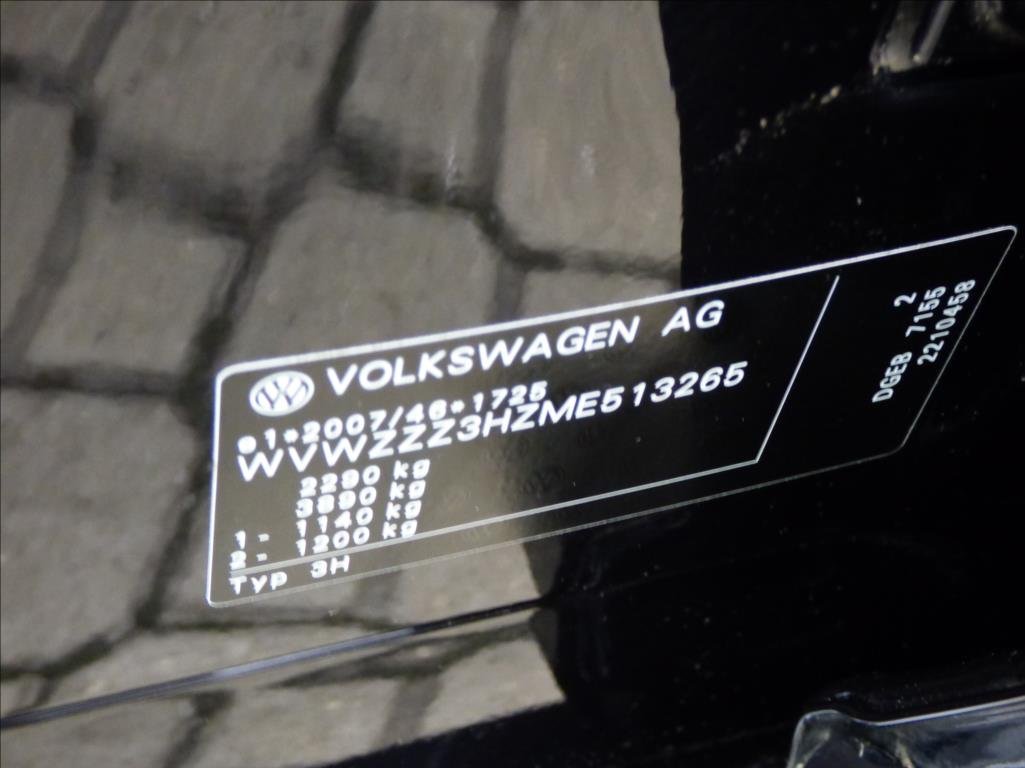 VOLKSWAGEN AG
e1*2007/46*1725
WVWZZZ3HZME513265
2290 kg
3890 kg
1- 1140 kg
2- 1200 kg
Typ 3H
2
DGEB 7155
2210458